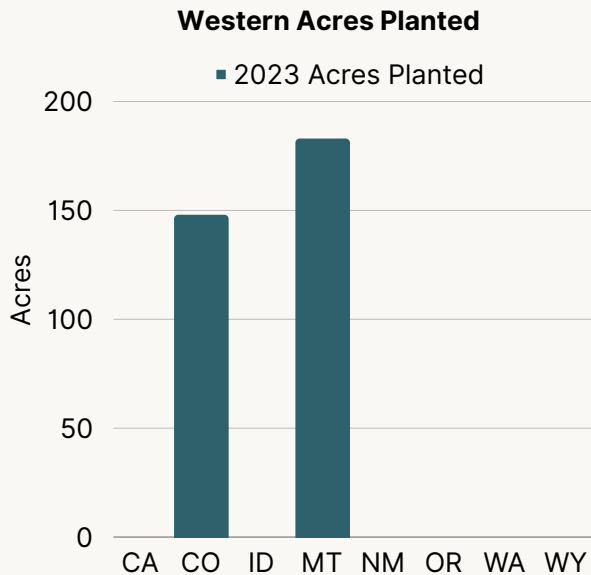 Western Acres Planted
2023 Acres Planted
200
150
100
50
0
Acres
CA CO ID MT NM OR WA WY